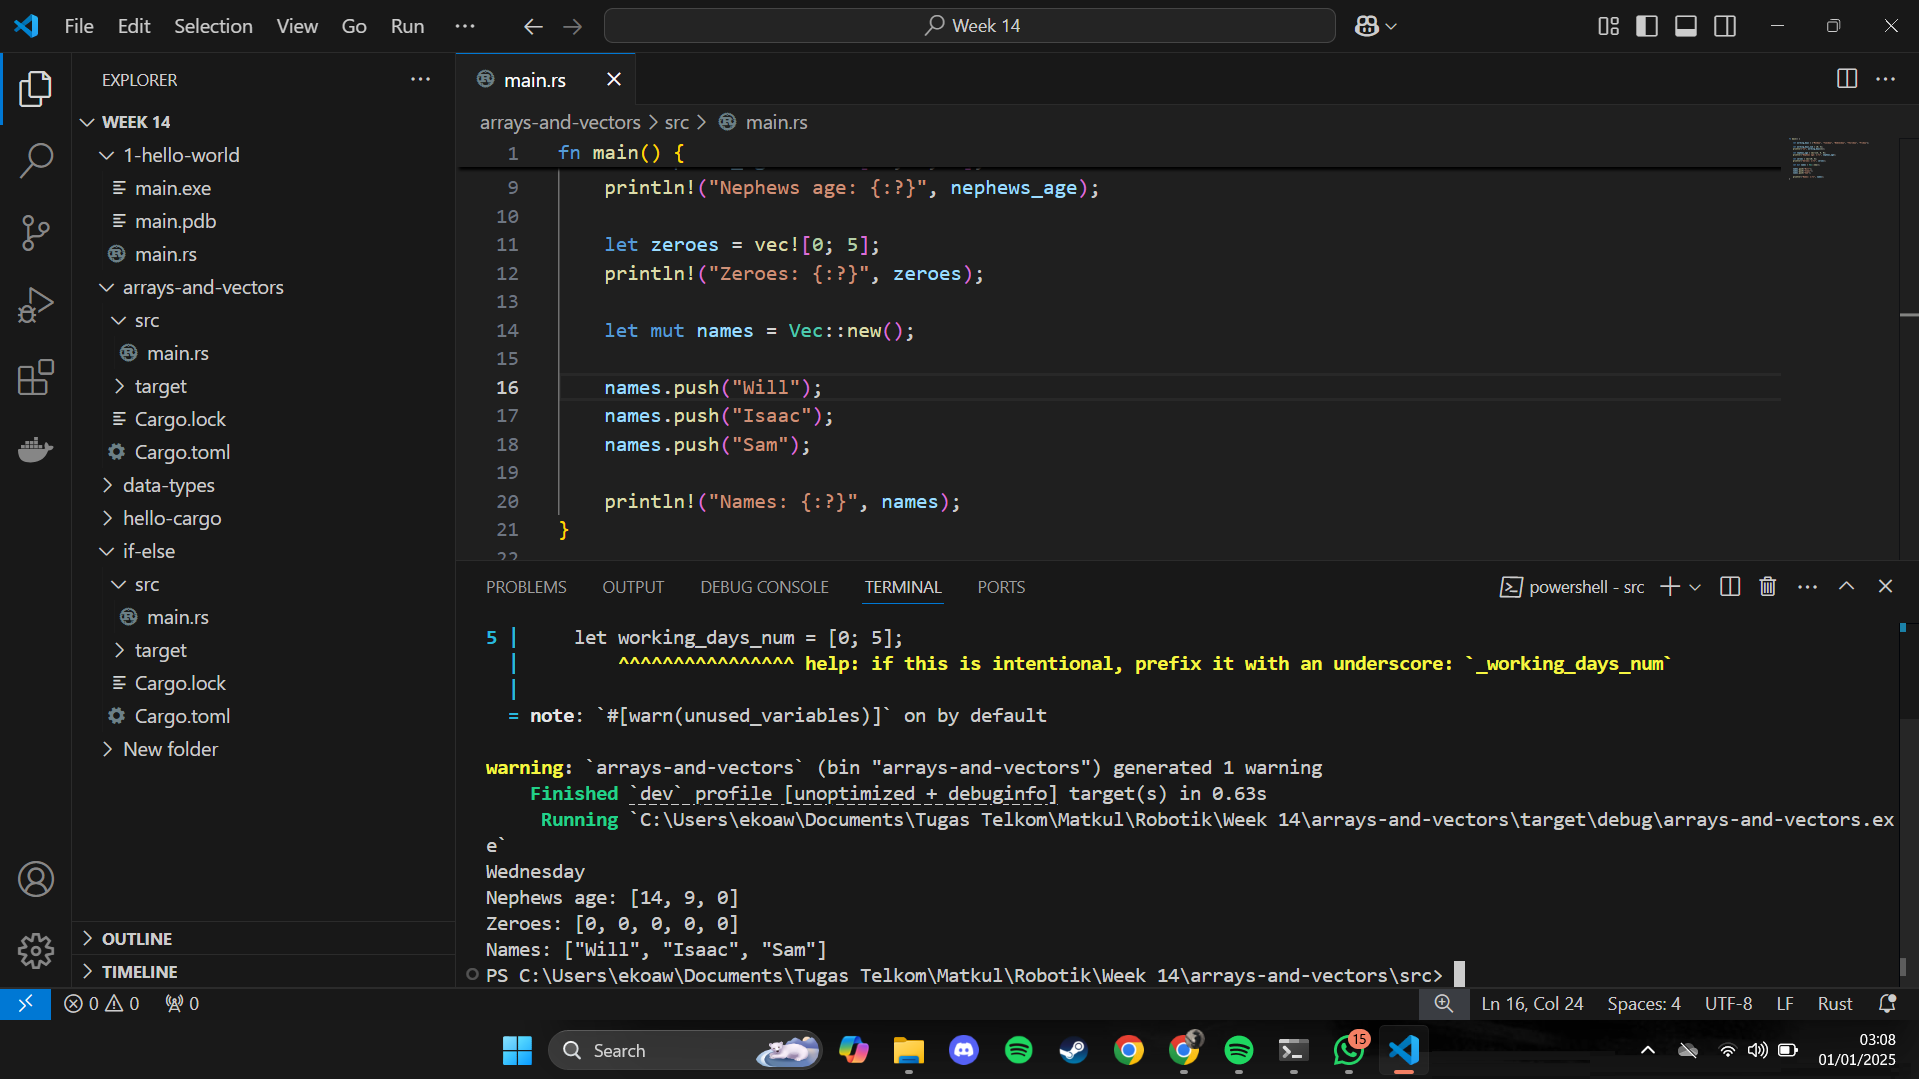 File Edit Selection View Go Run ··· Week 14
EXPLORER ···
WEEK 14
1-hello-world
main.exe
main.pdb
main.rs
arrays-and-vectors
src
main.rs
target
Cargo.lock
Cargo.toml
data-types
hello-cargo
if-else
src
main.rs
target
Cargo.lock
Cargo.toml
New folder
OUTLINE
TIMELINE
main.rs
arrays-and-vectors > src > main.rs
1 fn main() {
9 println!("Nephews age: {:?}", nephews_age);
10
11 let zeroes = vec![0; 5];
12 println!("Zeroes: {:?}", zeroes);
13
14 let mut names = Vec::new();
15
16 names.push("Will");
17 names.push("Isaac");
18 names.push("Sam");
19
20 println!("Names: {:?}", names);
21 }
22
PROBLEMS OUTPUT DEBUG CONSOLE TERMINAL PORTS powershell - src
5 | let working_days_num = [0; 5];
| ^^^^^^^^^^^^^^^^ help: if this is intentional, prefix it with an underscore: `_working_days_num`
|
= note: `#[warn(unused_variables)]` on by default
warning: `arrays-and-vectors` (bin "arrays-and-vectors") generated 1 warning
Finished `dev` profile [unoptimized + debuginfo] target(s) in 0.63s
Running `C:\Users\ekoaw\Documents\Tugas Telkom\Matkul\Robotik\Week 14\arrays-and-vectors\target\debug\arrays-and-vectors.ex
e`
Wednesday
Nephews age: [14, 9, 0]
Zeroes: [0, 0, 0, 0, 0]
Names: ["Will", "Isaac", "Sam"]
PS C:\Users\ekoaw\Documents\Tugas Telkom\Matkul\Robotik\Week 14\arrays-and-vectors\src>
0 0 0 Ln 16, Col 24 Spaces: 4 UTF-8 LF Rust
Search 15 03:08
01/01/2025